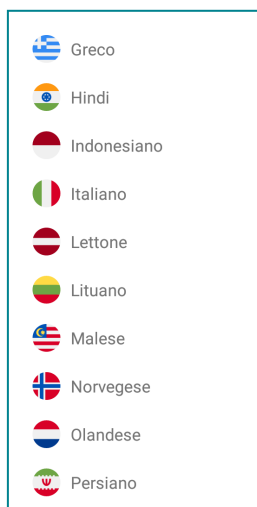 Greco
Hindi
Indonesiano
Italiano
Lettone
Lituano
Malese
Norvegese
Olandese
Persiano